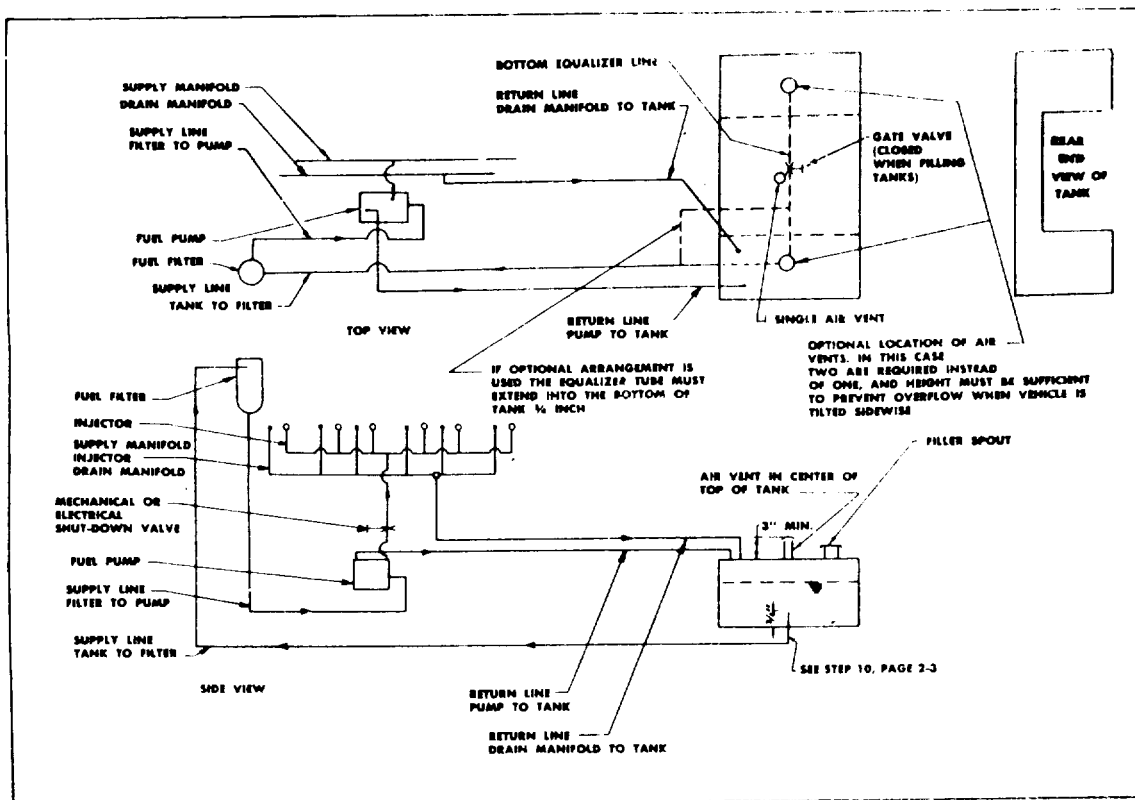 SUPPLY MANIFOLD
DRAIN MANIFOLD
SUPPLY LINE
FILTER TO PUMP
FUEL PUMP
FUEL FILTER
SUPPLY LINE
TANK TO FILTER
TOP VIEW
BOTTOM EQUALIZER LINE
RETURN LINE
DRAIN MANIFOLD TO TANK
GATE VALVE
(CLOSED
WHEN FILLING
TANKS)
REAR
END
VIEW OF
TANK
RETURN LINE
PUMP TO TANK
SINGLE AIR VENT
IF OPTIONAL ARRANGEMENT IS
USED THE EQUALIZER TUBE MUST
EXTEND INTO THE BOTTOM OF
TANK ¾ INCH
OPTIONAL LOCATION OF AIR
VENTS. IN THIS CASE
TWO ARE REQUIRED INSTEAD
OF ONE, AND HEIGHT MUST BE SUFFICIENT
TO PREVENT OVERFLOW WHEN VEHICLE IS
TILTED SIDEWISE
FUEL FILTER
INJECTOR
SUPPLY MANIFOLD
INJECTOR
DRAIN MANIFOLD
MECHANICAL OR
ELECTRICAL
SHUT-DOWN VALVE
FUEL PUMP
SUPPLY LINE
FILTER TO PUMP
SUPPLY LINE
TANK TO FILTER
SIDE VIEW
FILLER SPOUT
AIR VENT IN CENTER OF
TOP OF TANK
3" MIN.
SEE STEP 10, PAGE 2-3
RETURN LINE
PUMP TO TANK
RETURN LINE
DRAIN MANIFOLD TO TANK